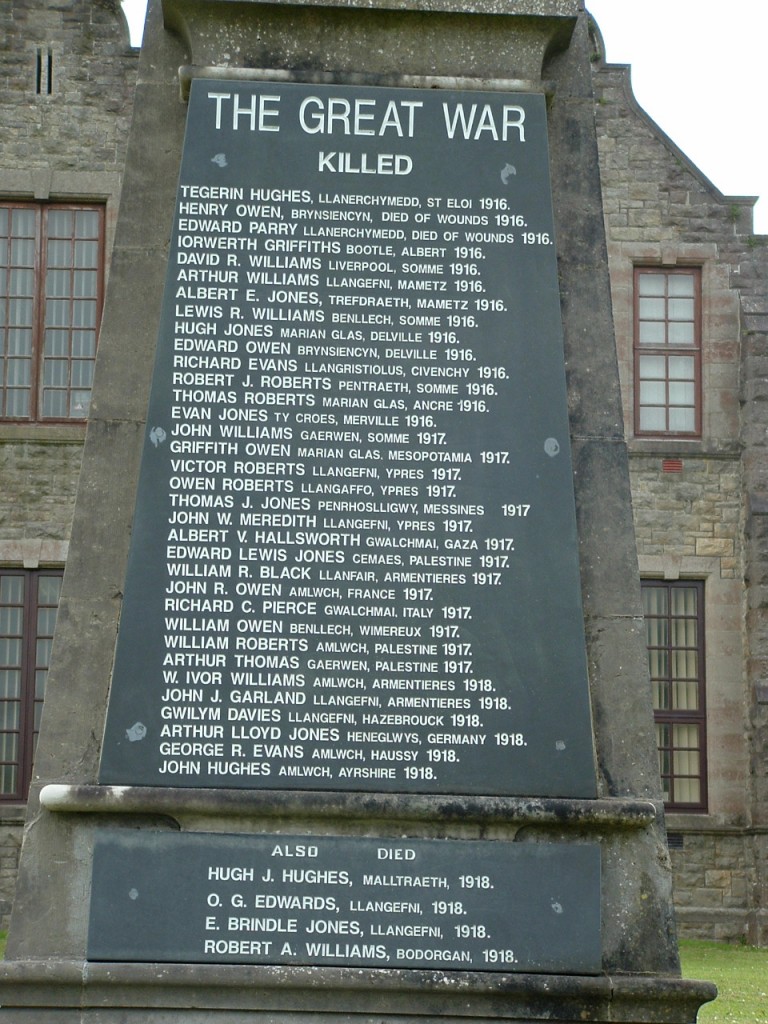 THE GREAT WAR
KILLED
TEGERIN HUGHES, LLANERCHYMEDD, ST ELOI 1916.
HENRY OWEN, BRYNSIENCYN, DIED OF WOUNDS 1916.
EDWARD PARRY LLANERCHYMEDD, DIED OF WOUNDS 1916.
IORWERTH GRIFFITHS BOOTLE, ALBERT 1916.
DAVID R. WILLIAMS LIVERPOOL, SOMME 1916.
ARTHUR WILLIAMS LLANGEFNI, MAMETZ 1916.
ALBERT E. JONES, TREFDRAETH, MAMETZ 1916.
LEWIS R. WILLIAMS BENLLECH, SOMME 1916.
HUGH JONES MARIAN GLAS, DELVILLE 1916.
EDWARD OWEN BRYNSIENCYN, DELVILLE 1916.
RICHARD EVANS LLANGRISTIOLUS, CIVENCHY 1916.
ROBERT J. ROBERTS PENTRAETH, SOMME 1916.
THOMAS ROBERTS MARIAN GLAS, ANCRE 1916.
EVAN JONES TY CROES, MERVILLE 1916.
JOHN WILLIAMS GAERWEN, SOMME 1917.
GRIFFITH OWEN MARIAN GLAS. MESOPOTAMIA 1917.
VICTOR ROBERTS LLANGEFNI, YPRES 1917.
OWEN ROBERTS LLANGAFFO, YPRES 1917.
THOMAS J. JONES PENRHOSLLIGWY, MESSINES 1917
JOHN W. MEREDITH LLANGEFNI, YPRES 1917.
ALBERT V. HALLSWORTH GWALCHMAI, GAZA 1917.
EDWARD LEWIS JONES CEMAES, PALESTINE 1917.
WILLIAM R. BLACK LLANFAIR, ARMENTIERES 1917.
JOHN R. OWEN AMLWCH, FRANCE 1917.
RICHARD C. PIERCE GWALCHMAI, ITALY 1917.
WILLIAM OWEN BENLLECH, WIMEREUX 1917.
WILLIAM ROBERTS AMLWCH, PALESTINE 1917.
ARTHUR THOMAS GAERWEN, PALESTINE 1917.
W. IVOR WILLIAMS AMLWCH, ARMENTIERES 1918.
JOHN J. GARLAND LLANGEFNI, ARMENTIERES 1918.
GWILYM DAVIES LLANGEFNI, HAZEBROUCK 1918.
ARTHUR LLOYD JONES HENEGLWYS, GERMANY 1918.
GEORGE R. EVANS AMLWCH, HAUSSY 1918.
JOHN HUGHES AMLWCH, AYRSHIRE 1918.
ALSO DIED
HUGH J. HUGHES, MALLTRAETH, 1918.
O. G. EDWARDS, LLANGEFNI, 1918.
E. BRINDLE JONES, LLANGEFNI, 1918.
ROBERT A. WILLIAMS, BODORGAN, 1918.